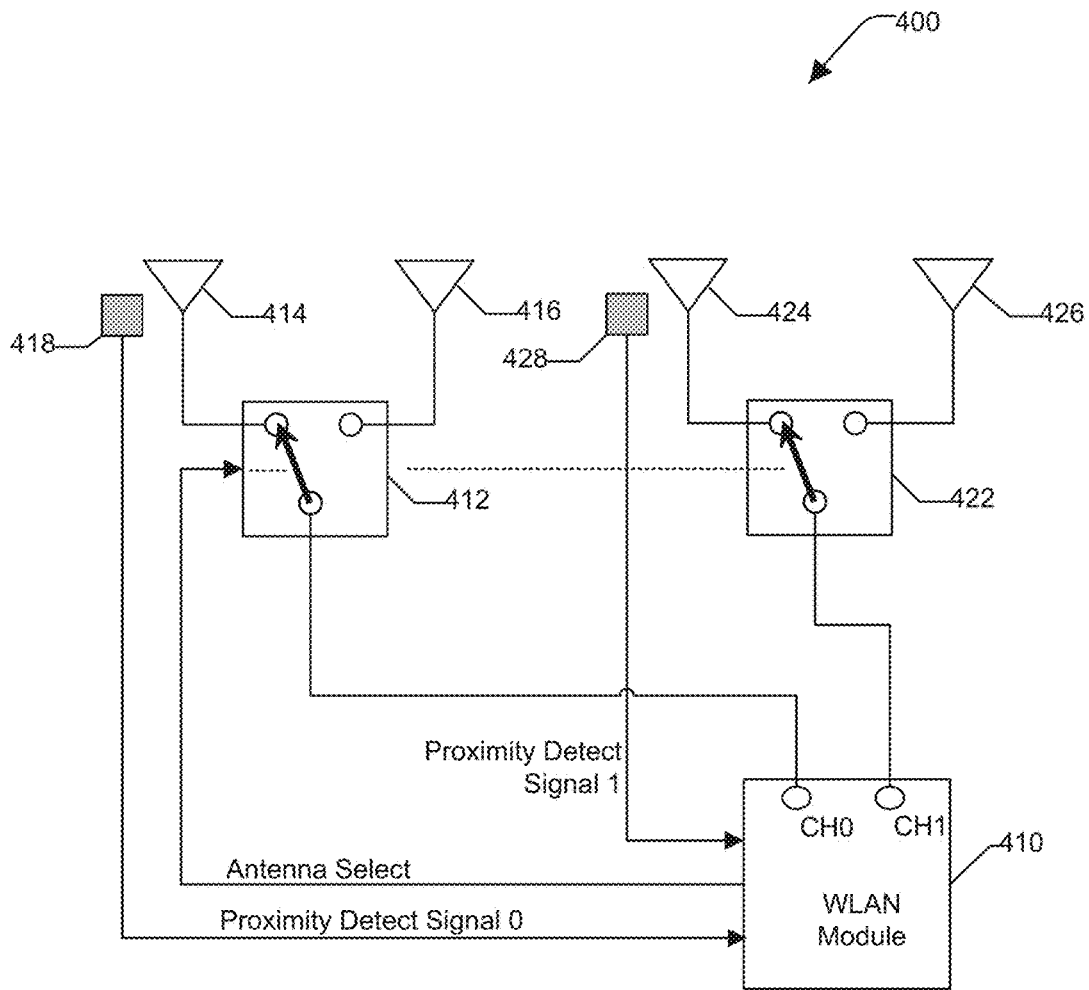 400
414
416
424
426
418
428
412
422
Proximity Detect
Signal 1
CH0
CH1
410
Antenna Select
WLAN
Module
Proximity Detect Signal 0